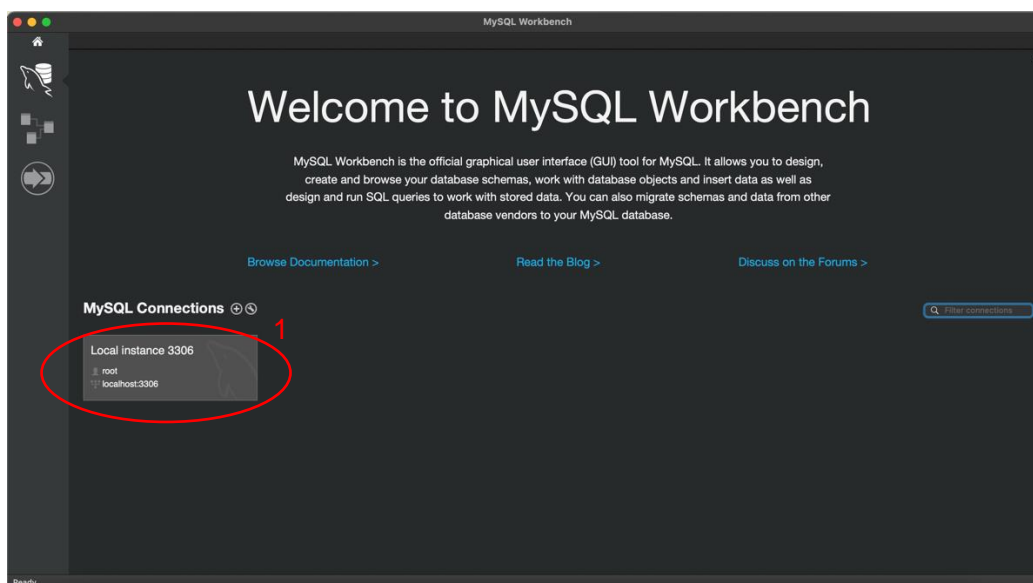 MySQL Workbench
Welcome to MySQL Workbench
MySQL Workbench is the official graphical user interface (GUI) tool for MySQL. It allows you to design,
create and browse your database schemas, work with database objects and insert data as well as
design and run SQL queries to work with stored data. You can also migrate schemas and data from other
database vendors to your MySQL database.
Browse Documentation >
Read the Blog >
Discuss on the Forums >
MySQL Connections
Filter connections
1
Local instance 3306
root
localhost:3306
Ready